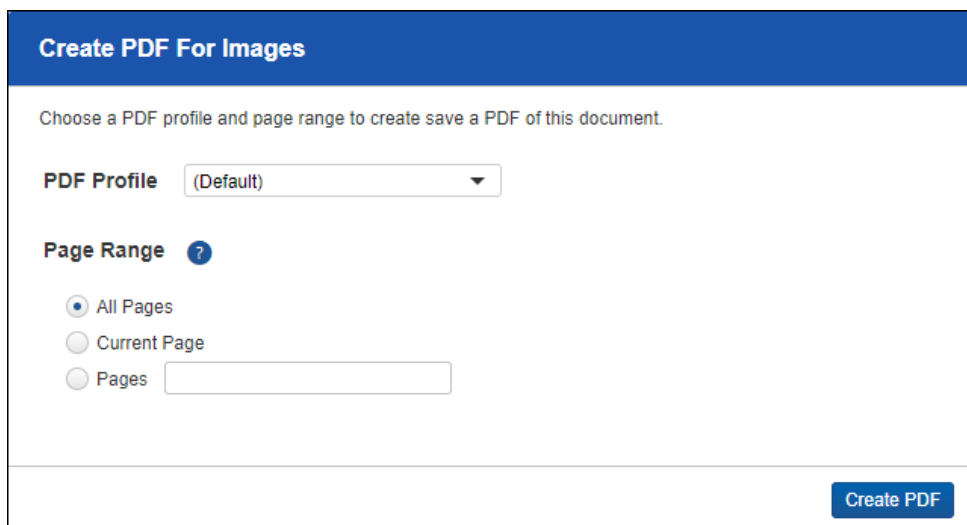 Create PDF For Images
Choose a PDF profile and page range to create save a PDF of this document.
PDF Profile (Default)
Page Range ?
All Pages
Current Page
Pages
Create PDF